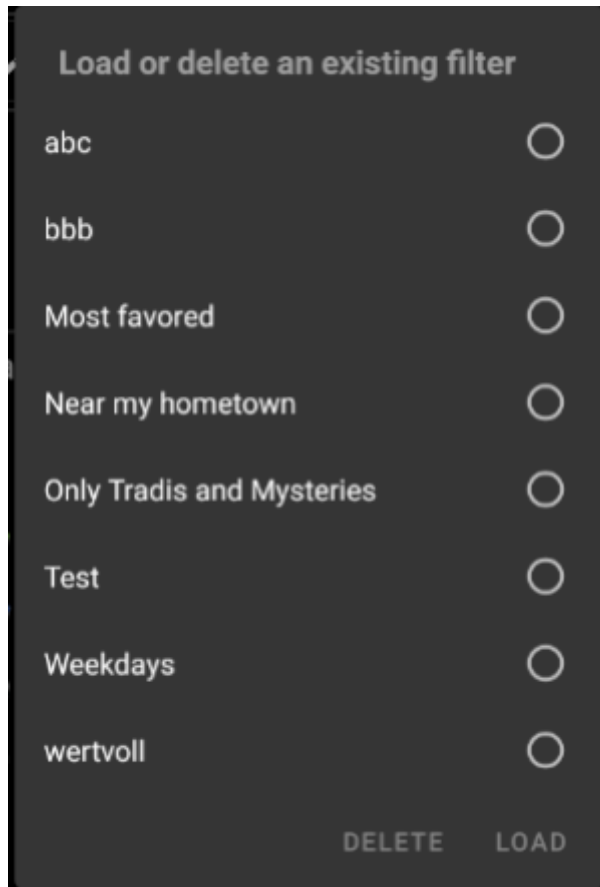 Load or delete an existing filter
abc
bbb
Most favored
Near my hometown
Only Tradis and Mysteries
Test
Weekdays
wertvoll
DELETE LOAD